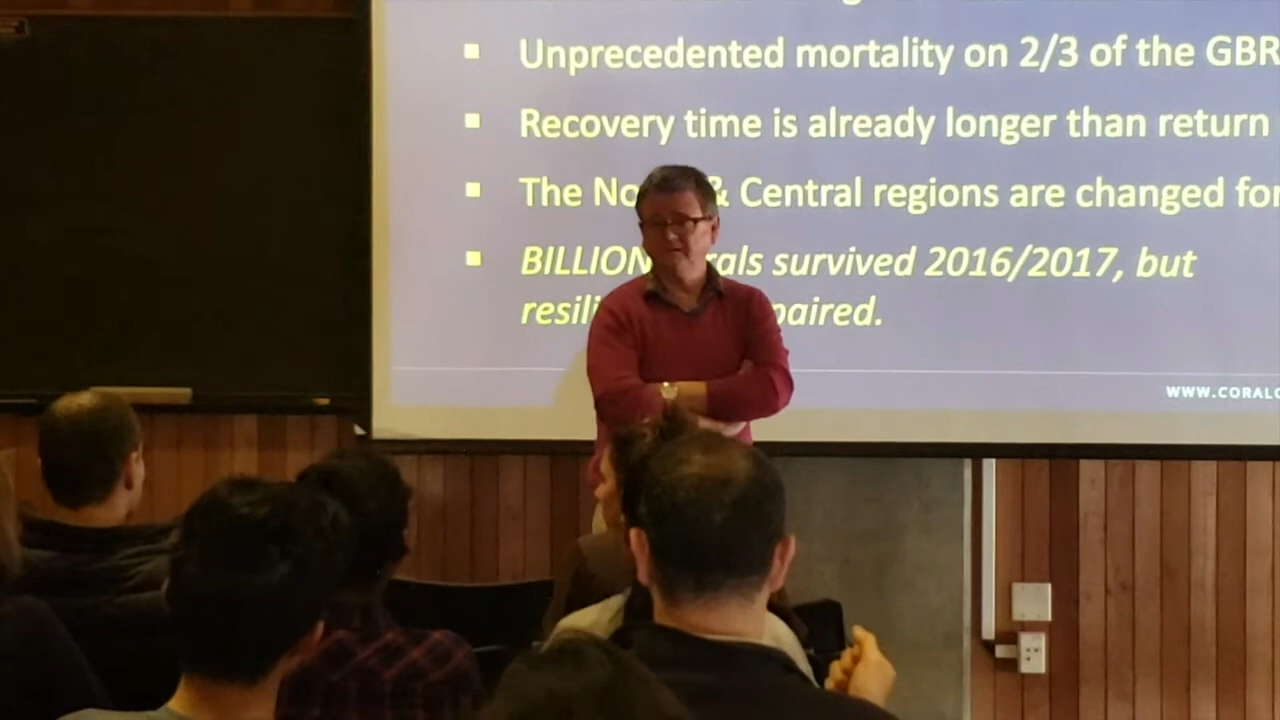 Unprecedented mortality on 2/3 of the GBR
Recovery time is already longer than return
The No & Central regions are changed for
BILLION rals survived 2016/2017, but
resili paired.
WWW.CORALC